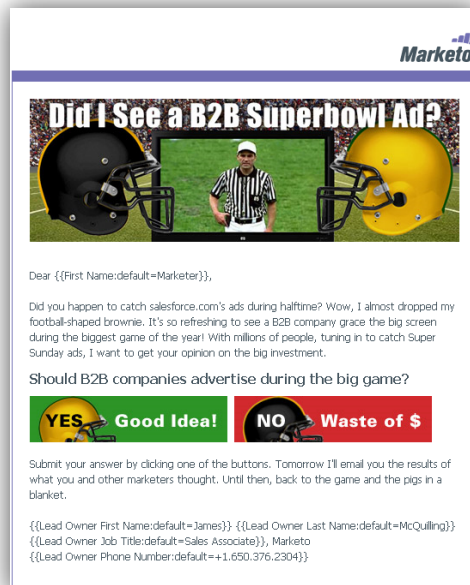 Marketo
Did I See a B2B Superbowl Ad?
Dear {{First Name:default=Marketer}},
Did you happen to catch salesforce.com's ads during halftime? Wow, I almost dropped my
football-shaped brownie. It's so refreshing to see a B2B company grace the big screen
during the biggest game of the year! With millions of people, tuning in to catch Super
Sunday ads, I want to get your opinion on the big investment.
Should B2B companies advertise during the big game?
YES Good Idea! NO Waste of $
Submit your answer by clicking one of the buttons. Tomorrow I'll email you the results of
what you and other marketers thought. Until then, back to the game and the pigs in a
blanket.
{{Lead Owner First Name:default=James}} {{Lead Owner Last Name:default=McQuilling}}
{{Lead Owner Job Title:default=Sales Associate}}, Marketo
{{Lead Owner Phone Number:default=+1.650.376.2304}}